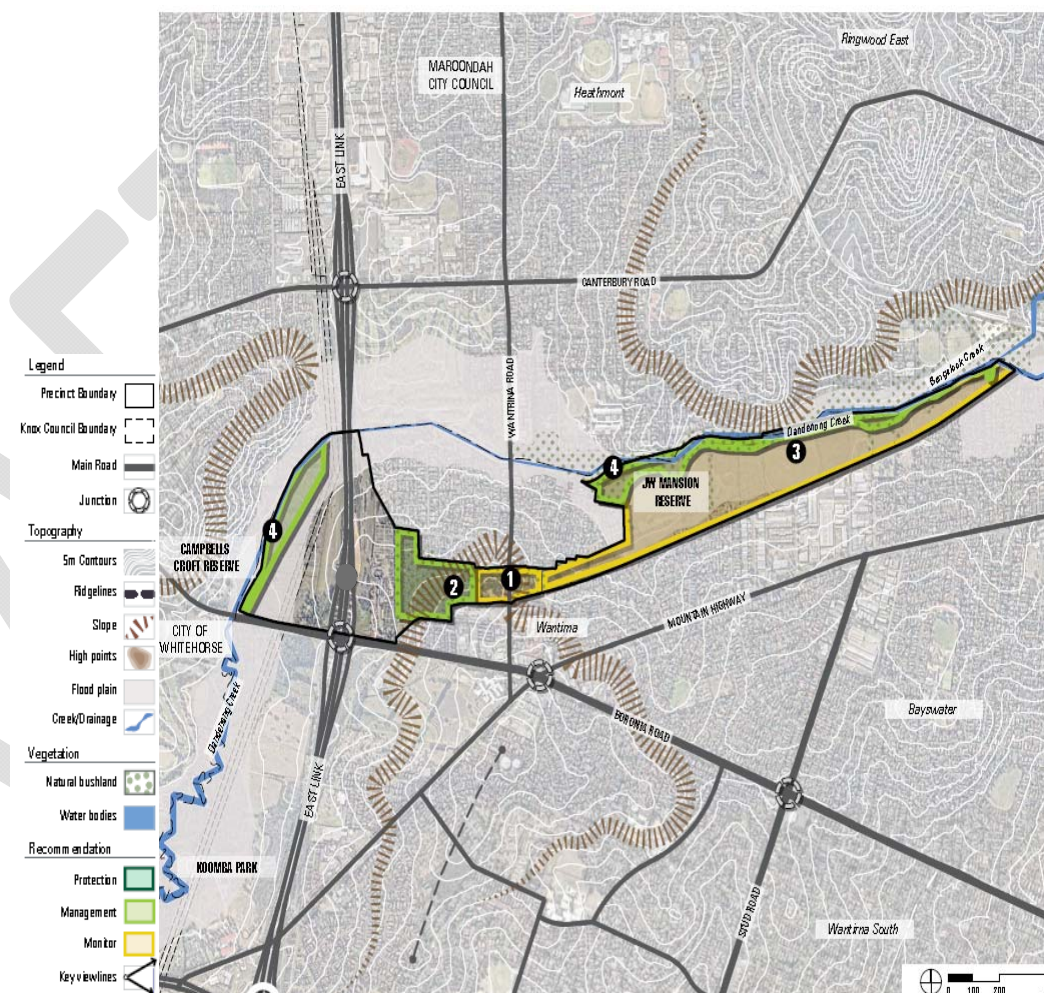 Ringwood East
MAROONDAH
CITY COUNCIL
Heathmont
EAST LINK
CANTERBURY ROAD
WANTRINA ROAD
Legend
Precinct Boundary
Knox Council Boundary
Main Road
Junction
Topography
5m Contours
Ridgelines
Slope
High points
Flood plain
Creek/Drainage
Vegetation
Natural bushland
Water bodies
Recommendation
Protection
Management
Monitor
Key viewlines
Dandenong Creek
3
4
JW MANSION
RESERVE
4
CAMPBELLS
CROFT RESERVE
2
1
CITY OF
WHITEHORSE
Wantirna
MOUNTAIN HIGHWAY
Dandenong Creek
BORONIA ROAD
Bayswater
EAST LINK
KOOMBA PARK
STUD ROAD
Wantirna South
0 100 200